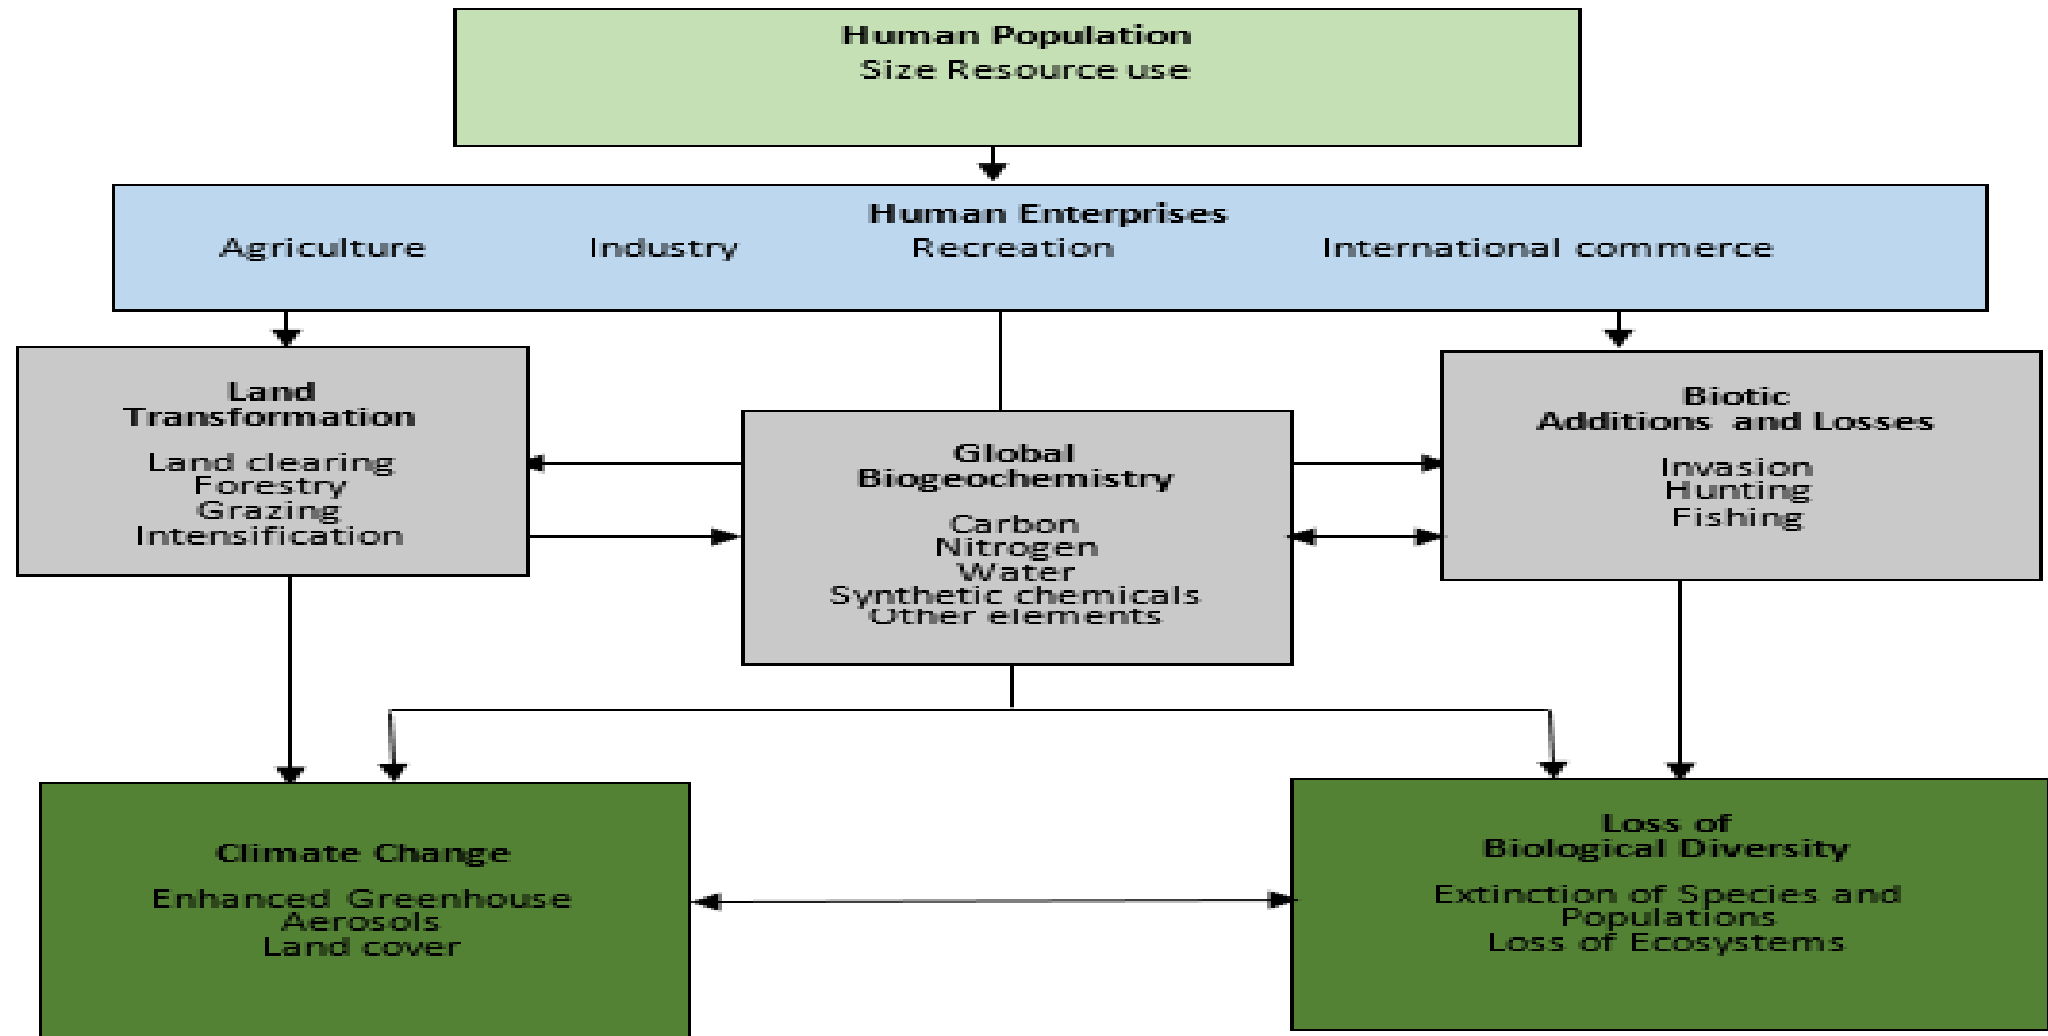 Human Population
Size Resource use
Human Enterprises
Agriculture Industry Recreation International commerce
Land
Transformation
Land clearing
Forestry
Grazing
Intensification
Global
Biogeochemistry
Carbon
Nitrogen
Water
Synthetic chemicals
Other elements
Biotic
Additions and Losses
Invasion
Hunting
Fishing
Climate Change
Enhanced Greenhouse
Aerosols
Land cover
Loss of
Biological Diversity
Extinction of Species and
Populations
Loss of Ecosystems